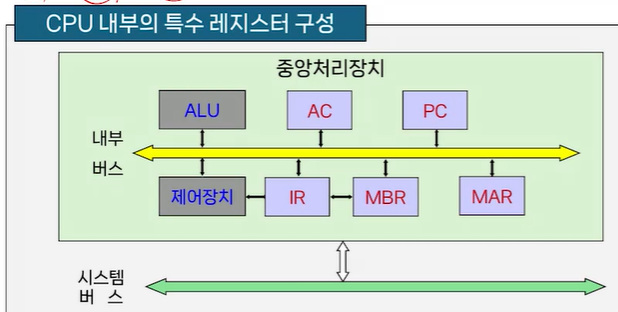 CPU 내부의 특수 레지스터 구성
중앙처리장치
ALU
AC
PC
내부
버스
제어장치
IR
MBR
MAR
시스템
버 스